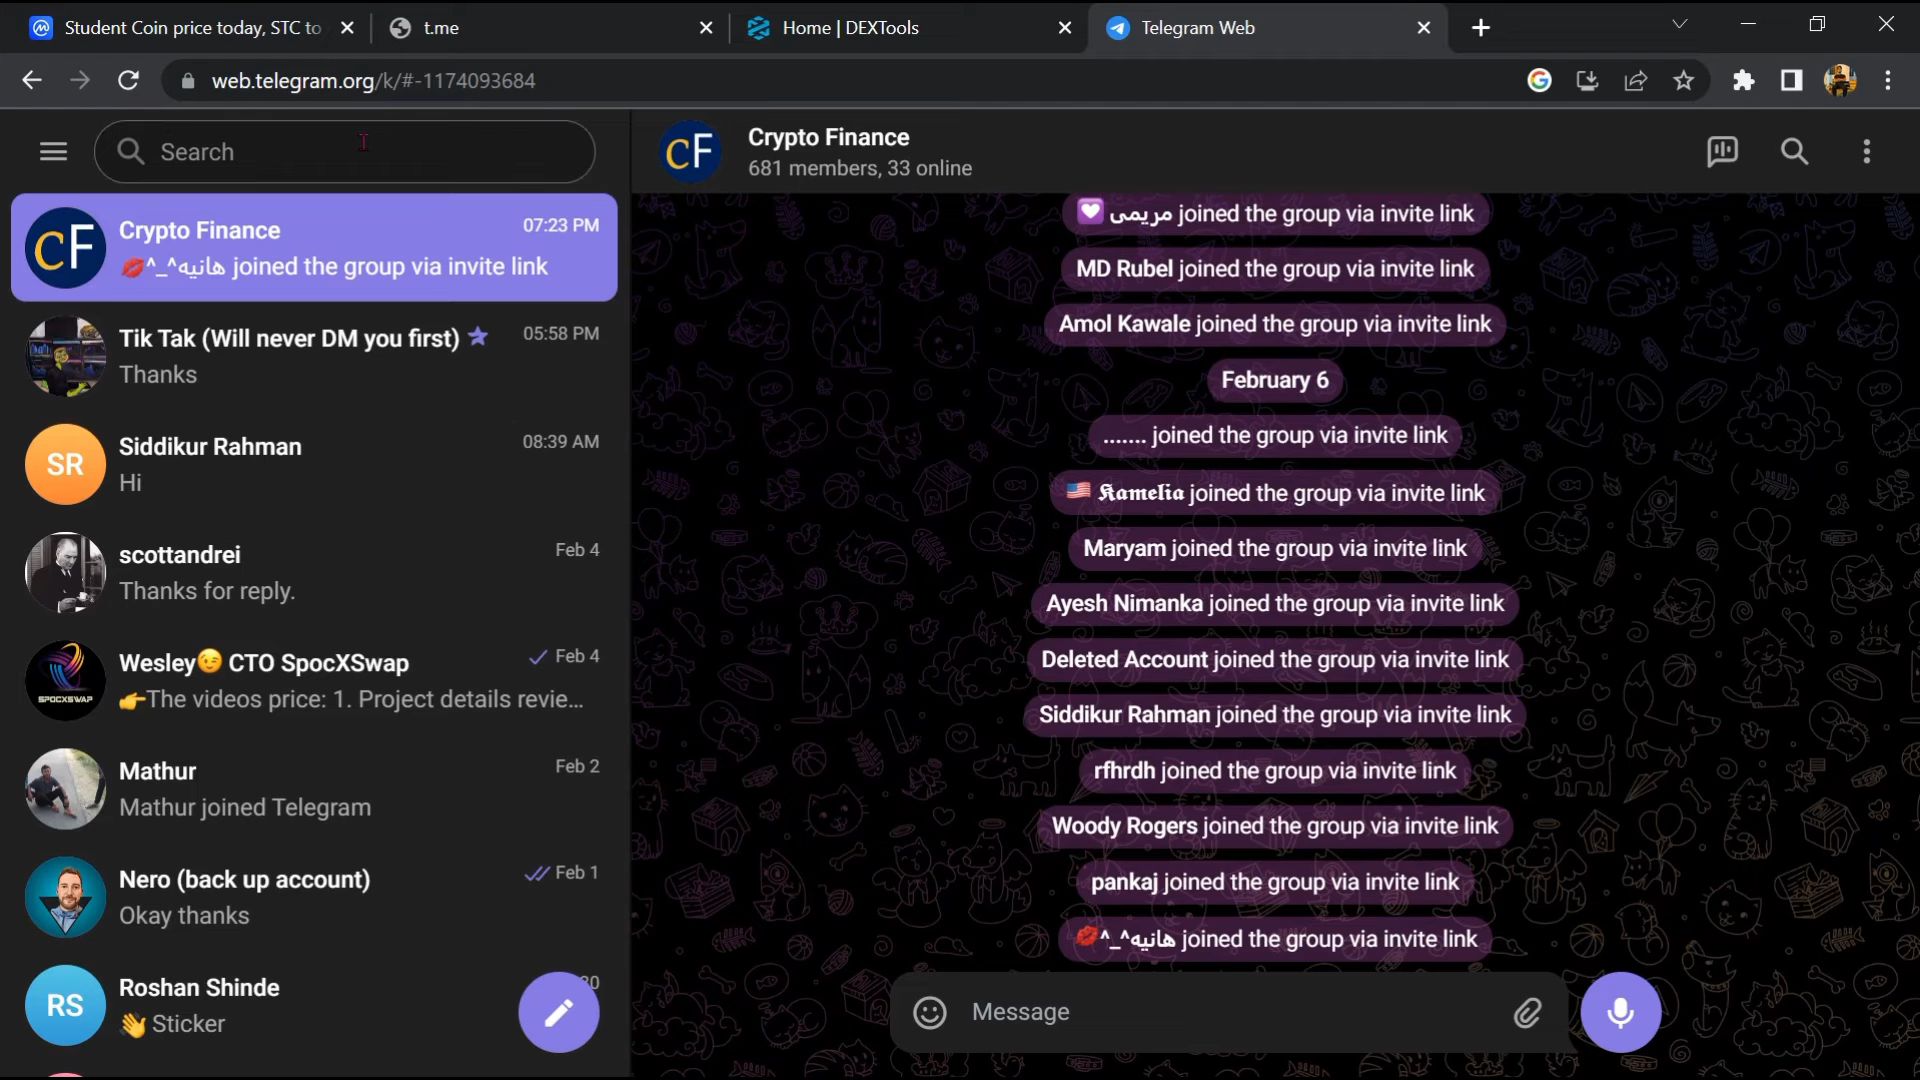 Student Coin price today, STC to
t.me
Home | DEXTools
Telegram Web
web.telegram.org/k/#-1174093684
Search
CF
Crypto Finance
07:23 PM
💋^_^هانیه joined the group via invite link
Tik Tak (Will never DM you first)
05:58 PM
Thanks
SR
Siddikur Rahman
08:39 AM
Hi
scottandrei
Feb 4
Thanks for reply.
SPOCXSWAP
Wesley😉 CTO SpocXSwap
Feb 4
👉The videos price: 1. Project details revie...
Mathur
Feb 2
Mathur joined Telegram
Nero (back up account)
Feb 1
Okay thanks
RS
Roshan Shinde
👋 Sticker
CF
Crypto Finance
681 members, 33 online
💟 مریمی joined the group via invite link
MD Rubel joined the group via invite link
Amol Kawale joined the group via invite link
February 6
....... joined the group via invite link
🇺🇸 𝕶𝖆𝖒𝖊𝖑𝖎𝖆 joined the group via invite link
Maryam joined the group via invite link
Ayesh Nimanka joined the group via invite link
Deleted Account joined the group via invite link
Siddikur Rahman joined the group via invite link
rfhrdh joined the group via invite link
Woody Rogers joined the group via invite link
pankaj joined the group via invite link
💋^_^هانیه joined the group via invite link
Message